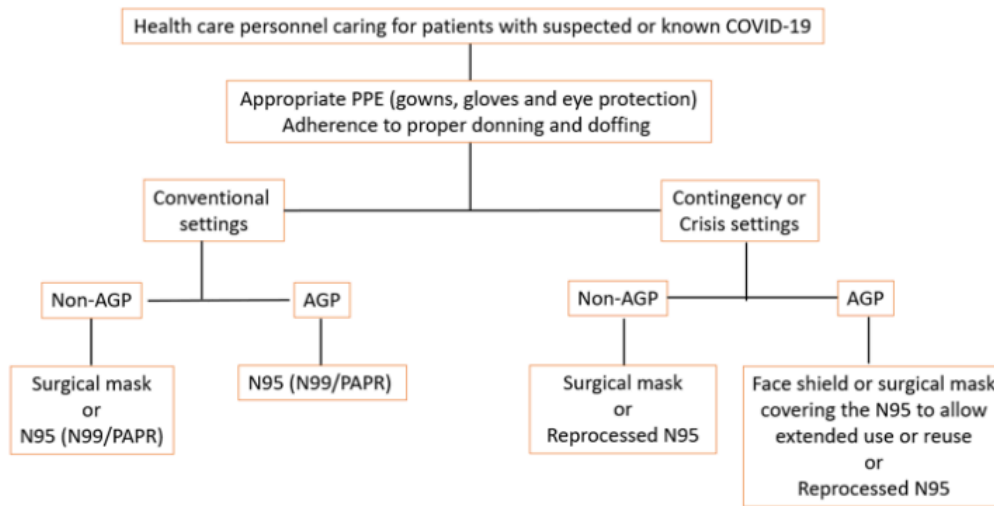 Health care personnel caring for patients with suspected or known COVID-19
Appropriate PPE (gowns, gloves and eye protection)
Adherence to proper donning and doffing
Conventional
settings
Contingency or
Crisis settings
Non-AGP
AGP
Non-AGP
AGP
Surgical mask
or
N95 (N99/PAPR)
N95 (N99/PAPR)
Surgical mask
or
Reprocessed N95
Face shield or surgical mask
covering the N95 to allow
extended use or reuse
or
Reprocessed N95